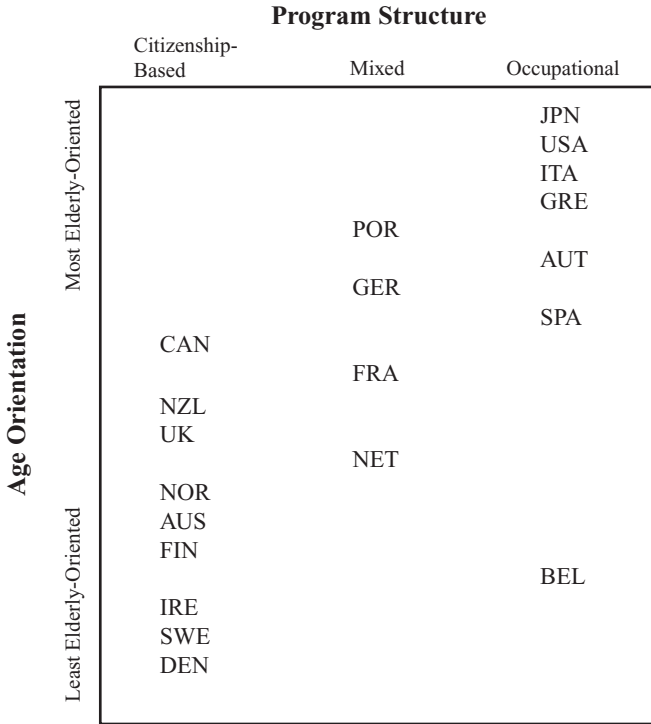 Program Structure
Citizenship-
Based
Mixed
Occupational
Age Orientation
Most Elderly-Oriented
Least Elderly-Oriented
JPN
USA
ITA
GRE
POR
AUT
GER
SPA
CAN
FRA
NZL
UK
NET
NOR
AUS
FIN
BEL
IRE
SWE
DEN